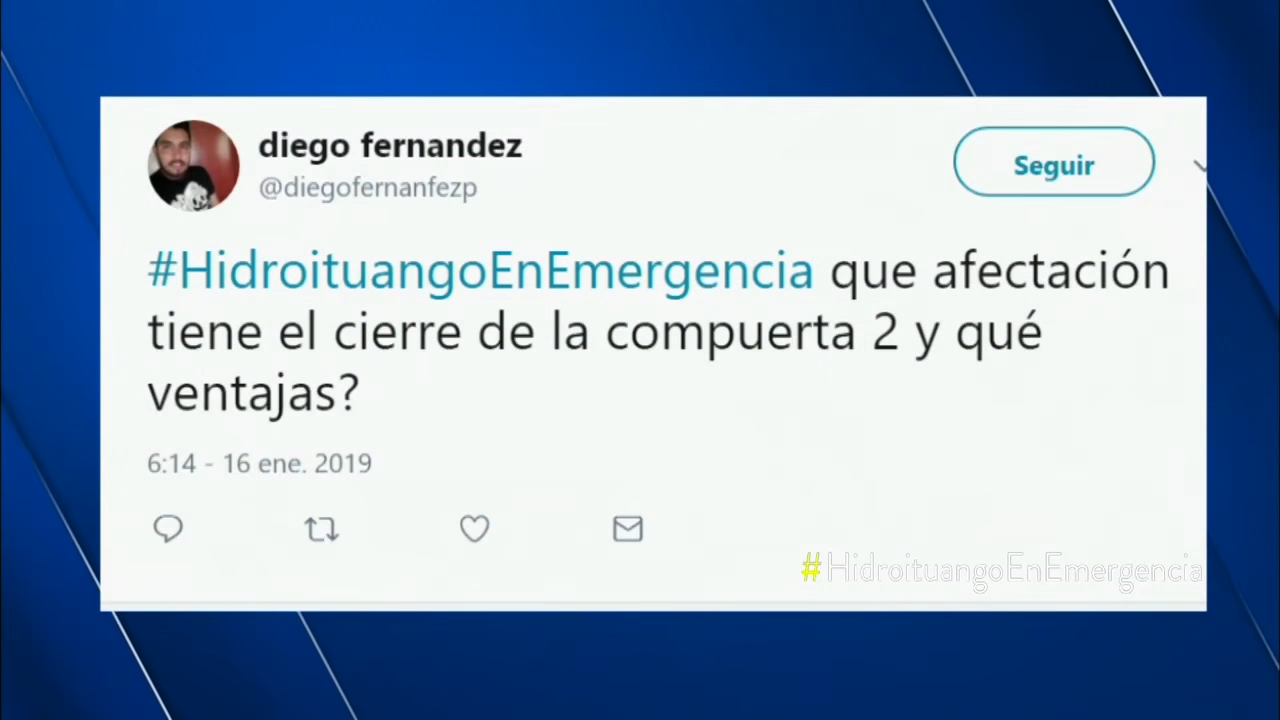 diego fernandez
@diegofernanfezp
Seguir
#HidroituangoEnEmergencia que afectación
tiene el cierre de la compuerta 2 y qué
ventajas?
6:14 - 16 ene. 2019
#HidroituangoEnEmergencia